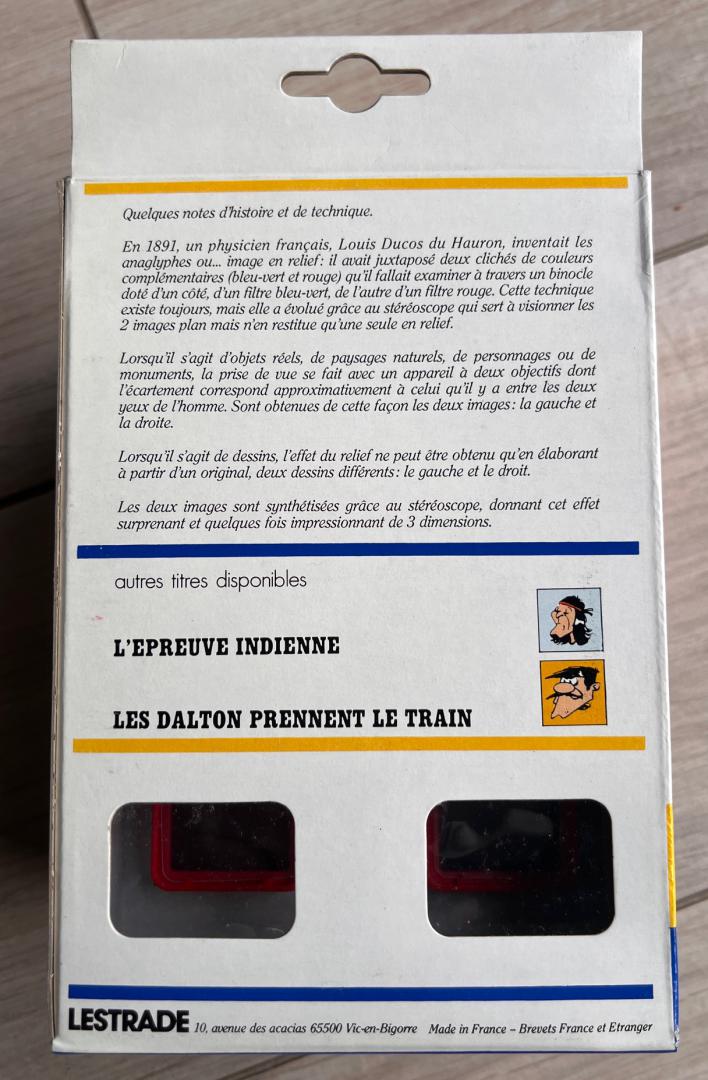 Quelques notes d'histoire et de technique.
En 1891, un physicien français, Louis Ducos du Hauron, inventait les
anaglyphes ou... image en relief : il avait juxtaposé deux clichés de couleurs
complémentaires (bleu-vert et rouge) qu'il fallait examiner à travers un binocle
doté d'un côté, d'un filtre bleu-vert, de l'autre d'un filtre rouge. Cette technique
existe toujours, mais elle a évolué grâce au stéréoscope qui sert à visionner les
2 images plan mais n'en restitue qu'une seule en relief.
Lorsqu'il s'agit d'objets réels, de paysages naturels, de personnages ou de
monuments, la prise de vue se fait avec un appareil à deux objectifs dont
l'écartement correspond approximativement à celui qu'il y a entre les deux
yeux de l'homme. Sont obtenues de cette façon les deux images : la gauche et
la droite.
Lorsqu'il s'agit de dessins, l'effet du relief ne peut être obtenu qu'en élaborant
à partir d'un original, deux dessins différents : le gauche et le droit.
Les deux images sont synthétisées grâce au stéréoscope, donnant cet effet
surprenant et quelques fois impressionnant de 3 dimensions.
autres titres disponibles
L'EPREUVE INDIENNE
LES DALTON PRENNENT LE TRAIN
LESTRADE 10, avenue des acacias 65500 Vic-en-Bigorre Made in France – Brevets France et Etranger